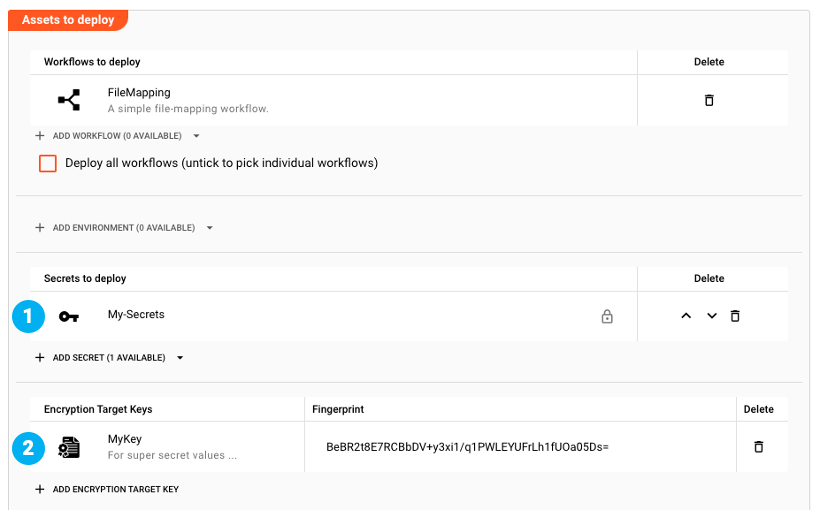 Assets to deploy
Workflows to deploy Delete
FileMapping
A simple file-mapping workflow.
ADD WORKFLOW (0 AVAILABLE)
Deploy all workflows (untick to pick individual workflows)
ADD ENVIRONMENT (0 AVAILABLE)
Secrets to deploy Delete
1 My-Secrets
ADD SECRET (1 AVAILABLE)
Encryption Target Keys Fingerprint Delete
2 MyKey
For super secret values ...
BeBR2t8E7RCBbDV+y3xi1/q1PWLEYUFrLh1fUOa05Ds=
ADD ENCRYPTION TARGET KEY